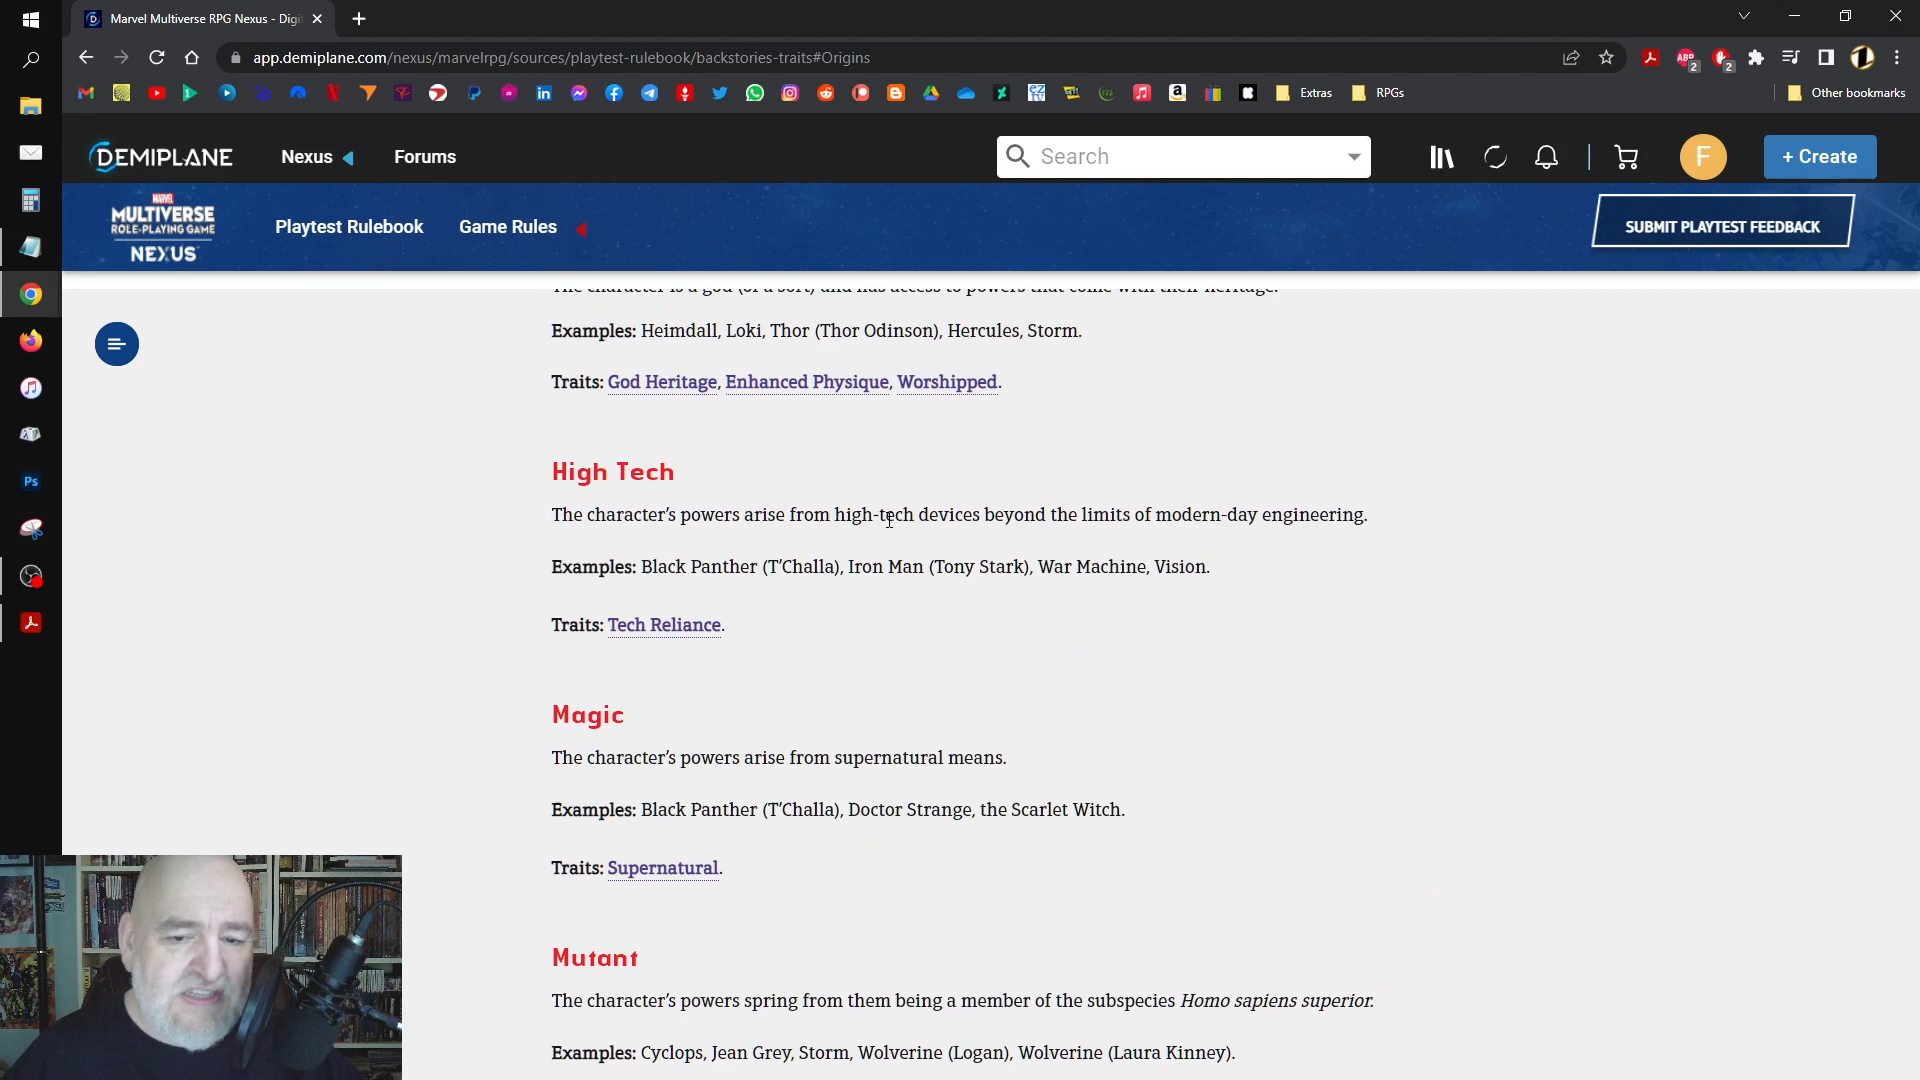 Marvel Multiverse RPG Nexus - Digi
app.demiplane.com/nexus/marvelrpg/sources/playtest-rulebook/backstories-traits#Origins
Extras
RPGs
Other bookmarks
DEMIPLANE
Nexus
Forums
Search
F
+ Create
MARVEL
MULTIVERSE
ROLE-PLAYING GAME
NEXUS
Playtest Rulebook
Game Rules
SUBMIT PLAYTEST FEEDBACK
The character is a god (of a sort) and has access to powers that come with their heritage.
Examples: Heimdall, Loki, Thor (Thor Odinson), Hercules, Storm.
Traits: God Heritage, Enhanced Physique, Worshipped.
High Tech
The character’s powers arise from high-tech devices beyond the limits of modern-day engineering.
Examples: Black Panther (T’Challa), Iron Man (Tony Stark), War Machine, Vision.
Traits: Tech Reliance.
Magic
The character’s powers arise from supernatural means.
Examples: Black Panther (T’Challa), Doctor Strange, the Scarlet Witch.
Traits: Supernatural.
Mutant
The character’s powers spring from them being a member of the subspecies Homo sapiens superior.
Examples: Cyclops, Jean Grey, Storm, Wolverine (Logan), Wolverine (Laura Kinney).